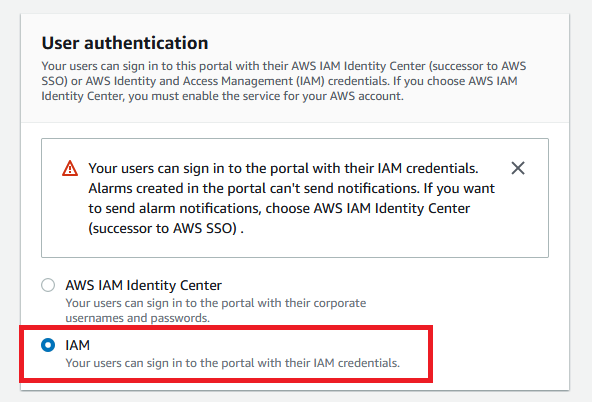 User authentication
Your users can sign in to this portal with their AWS IAM Identity Center (successor to AWS
SSO) or AWS Identity and Access Management (IAM) credentials. If you choose AWS IAM
Identity Center, you must enable the service for your AWS account.
Your users can sign in to the portal with their IAM credentials.
Alarms created in the portal can't send notifications. If you want
to send alarm notifications, choose AWS IAM Identity Center
(successor to AWS SSO) .
AWS IAM Identity Center
Your users can sign in to the portal with their corporate
usernames and passwords.
IAM
Your users can sign in to the portal with their IAM credentials.